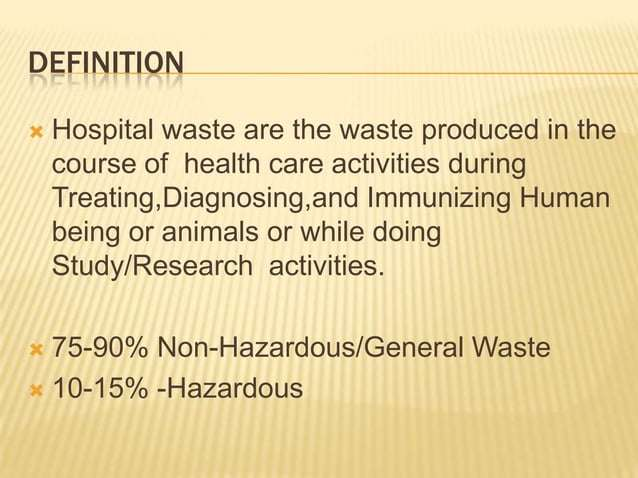 DEFINITION
Hospital waste are the waste produced in the
course of  health care activities during
Treating,Diagnosing,and Immunizing Human
being or animals or while doing
Study/Research  activities.
75-90% Non-Hazardous/General Waste
10-15% -Hazardous